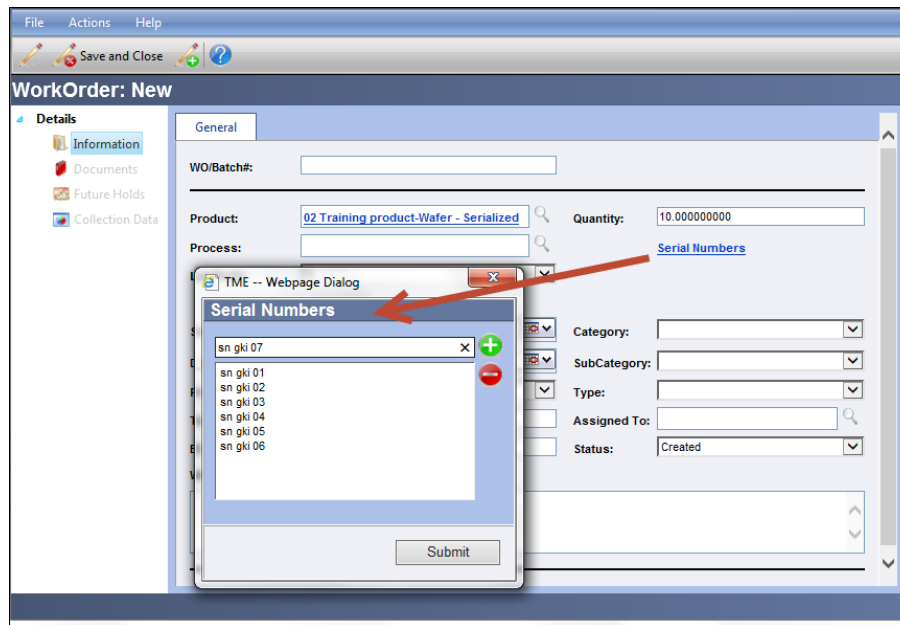 File Actions Help
Save and Close
WorkOrder: New
Details
Information
Documents
Future Holds
Collection Data
General
WO/Batch#:
Product: 02 Training product-Wafer - Serialized Quantity: 10.000000000
Process: Serial Numbers
TME -- Webpage Dialog
Serial Numbers
sn gki 07
sn gki 01
sn gki 02
sn gki 03
sn gki 04
sn gki 05
sn gki 06
Submit
Category:
SubCategory:
Type:
Assigned To:
Status: Created